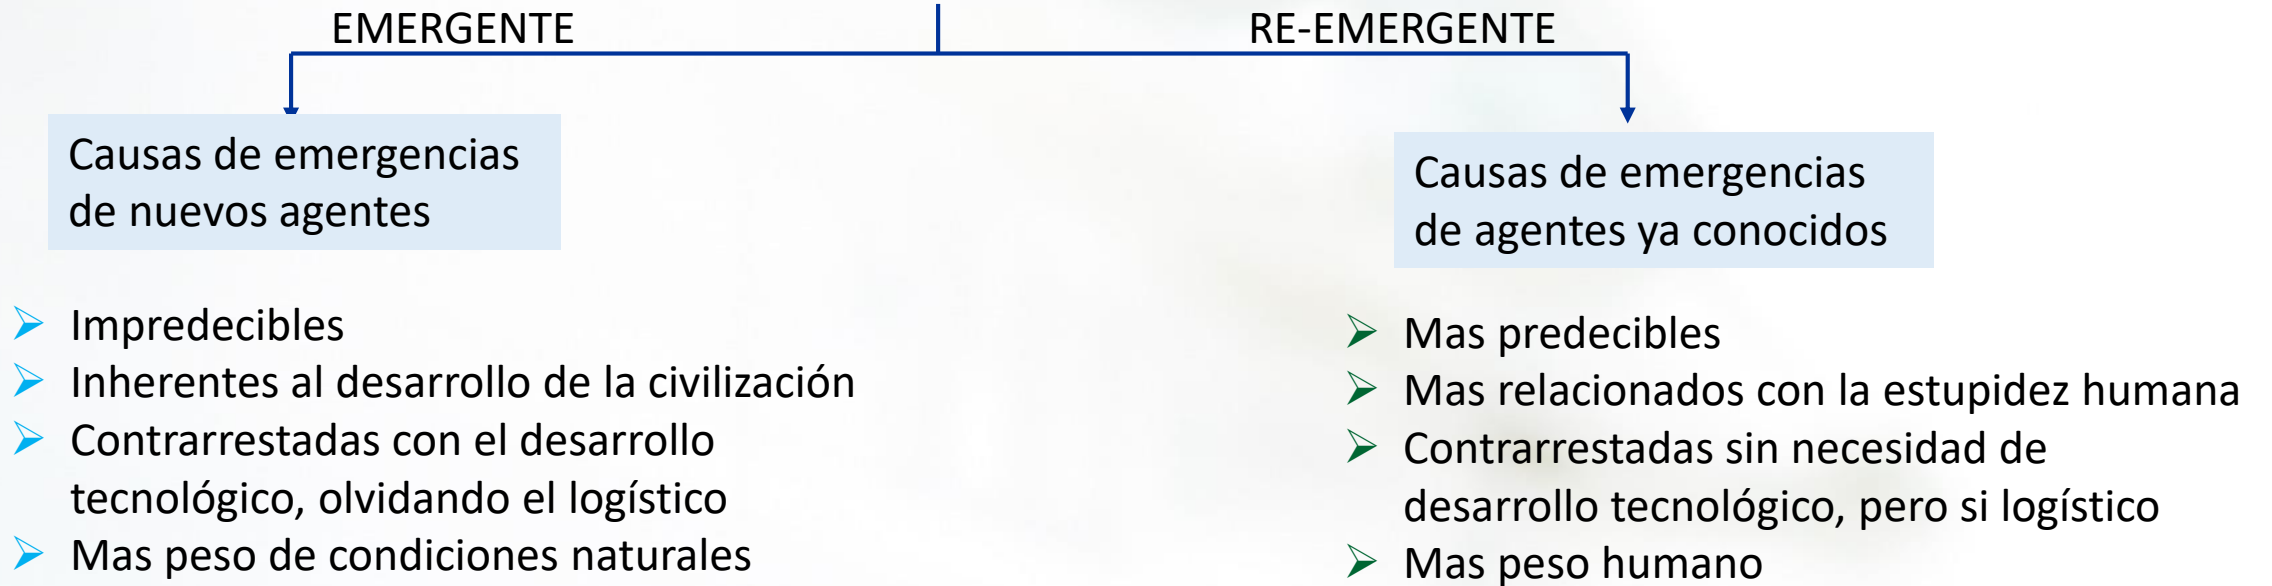 EMERGENTE
Causas de emergencias
de nuevos agentes
Impredecibles
Inherentes al desarrollo de la civilización
Contrarrestadas con el desarrollo
tecnológico, olvidando el logístico
Mas peso de condiciones naturales
RE-EMERGENTE
Causas de emergencias
de agentes ya conocidos
Mas predecibles
Mas relacionados con la estupidez humana
Contrarrestadas sin necesidad de
desarrollo tecnológico, pero si logístico
Mas peso humano